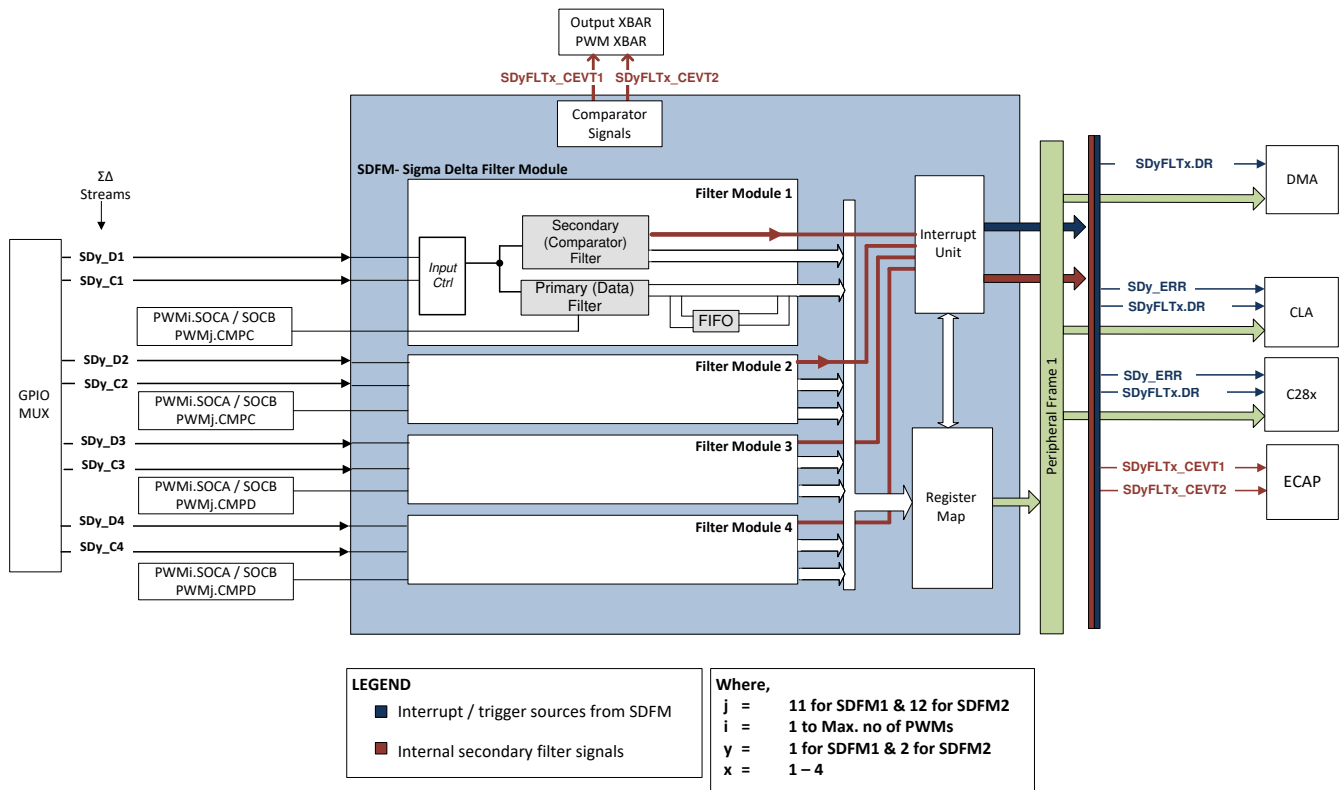 Output XBAR
PWM XBAR
SDyFLTx_CEVT1
SDyFLTx_CEVT2
Comparator
Signals
SDFM- Sigma Delta Filter Module
ΣΔ
Streams
GPIO
MUX
SDy_D1
SDy_C1
PWMi.SOCA / SOCB
PWMj.CMPC
SDy_D2
SDy_C2
PWMi.SOCA / SOCB
PWMj.CMPC
SDy_D3
SDy_C3
PWMi.SOCA / SOCB
PWMj.CMPD
SDy_D4
SDy_C4
PWMi.SOCA / SOCB
PWMj.CMPD
Filter Module 1
Input
Ctrl
Secondary
(Comparator)
Filter
Primary (Data)
Filter
FIFO
Filter Module 2
Filter Module 3
Filter Module 4
Interrupt
Unit
Register
Map
Peripheral Frame 1
SDyFLTx.DR
DMA
SDy_ERR
SDyFLTx.DR
CLA
SDy_ERR
SDyFLTx.DR
C28x
SDyFLTx_CEVT1
SDyFLTx_CEVT2
ECAP
LEGEND
Interrupt / trigger sources from SDFM
Internal secondary filter signals
Where,
j = 11 for SDFM1 & 12 for SDFM2
i = 1 to Max. no of PWMs
y = 1 for SDFM1 & 2 for SDFM2
x = 1 – 4